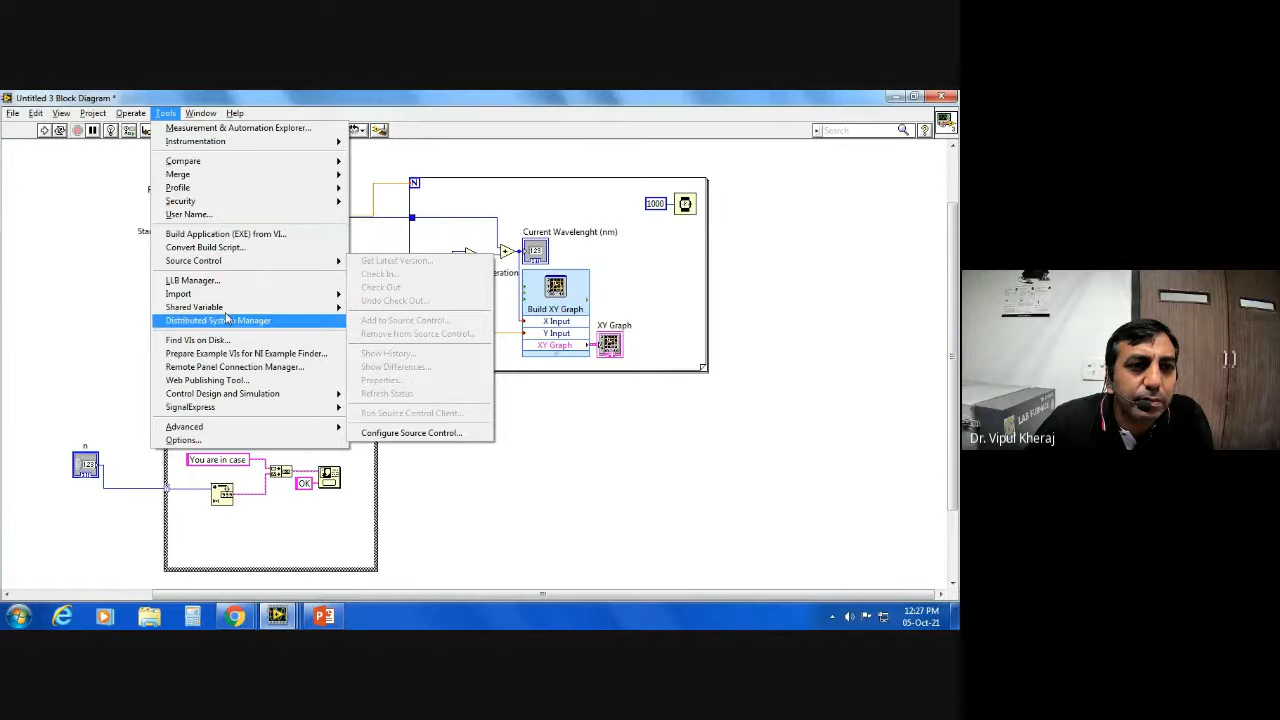 Untitled 3 Block Diagram *
File Edit View Project Operate Tools Window Help
Search
3
Measurement & Automation Explorer...
Instrumentation
Compare
Merge
Profile
Security
User Name...
Build Application (EXE) from VI...
Convert Build Script...
Source Control
LLB Manager...
Import
Shared Variable
Distributed System Manager
Find VIs on Disk...
Prepare Example VIs for NI Example Finder...
Remote Panel Connection Manager...
Web Publishing Tool...
Control Design and Simulation
SignalExpress
Advanced
Options...
Get Latest Version...
Check In...
Check Out
Undo Check Out...
Add to Source Control...
Remove from Source Control...
Show History...
Show Differences...
Properties...
Refresh Status
Run Source Control Client...
Configure Source Control...
N
1000
Current Wavelenght (nm)
123
Build XY Graph
X Input
Y Input
XY Graph
XY Graph
n
123
You are in case
OK
12:27 PM
05-Oct-21
LAB FURNACE
Dr. Vipul Kheraj